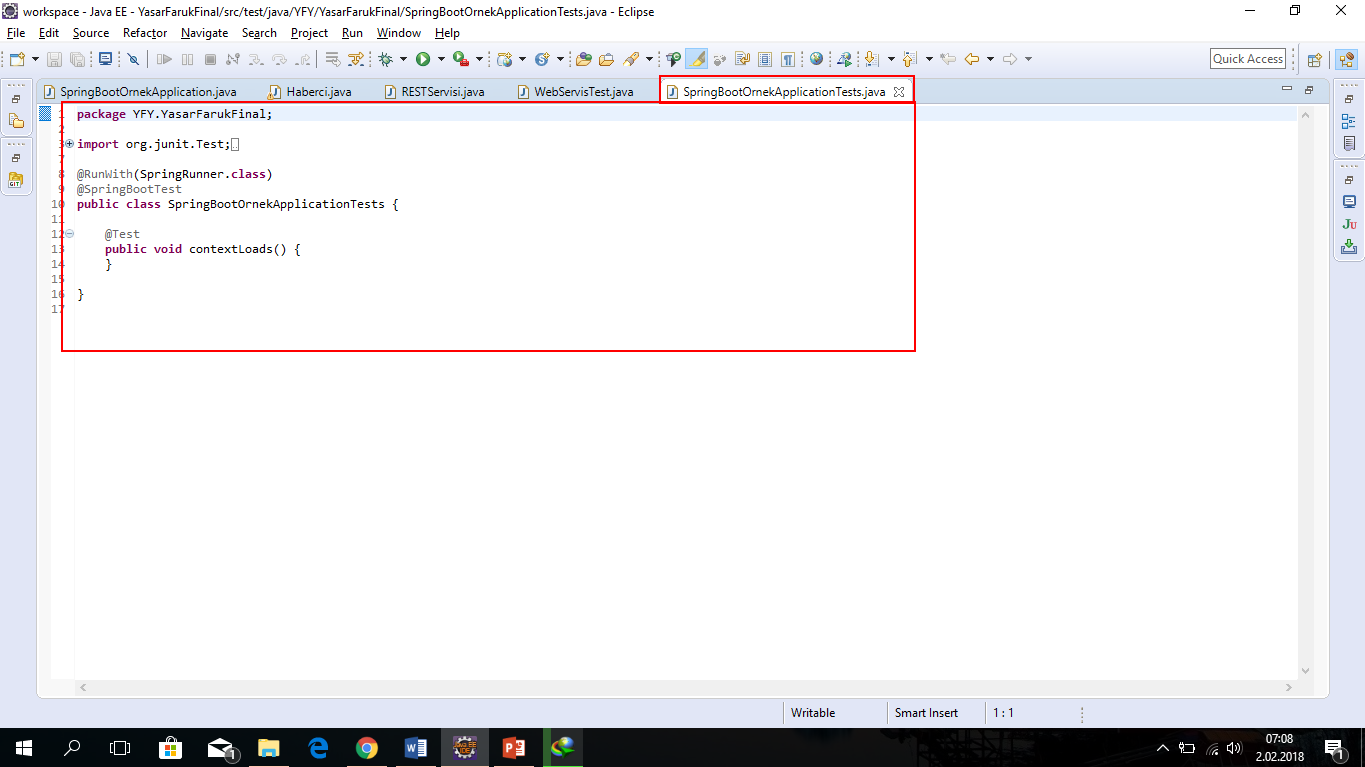 workspace - Java EE - YasarFarukFinal/src/test/java/YFY/YasarFarukFinal/SpringBootOrnekApplicationTests.java - Eclipse
File Edit Source Refactor Navigate Search Project Run Window Help
Quick Access
SpringBootOrnekApplication.java Haberci.java RESTServisi.java WebServisTest.java SpringBootOrnekApplicationTests.java
1 package YFY.YasarFarukFinal;
2
3 import org.junit.Test;
7
8 @RunWith(SpringRunner.class)
9 @SpringBootTest
10 public class SpringBootOrnekApplicationTests {
11
12 @Test
13 public void contextLoads() {
14 }
15
16 }
17
GIT
JU
Writable Smart Insert 1 : 1
1
07:08
2.02.2018
1